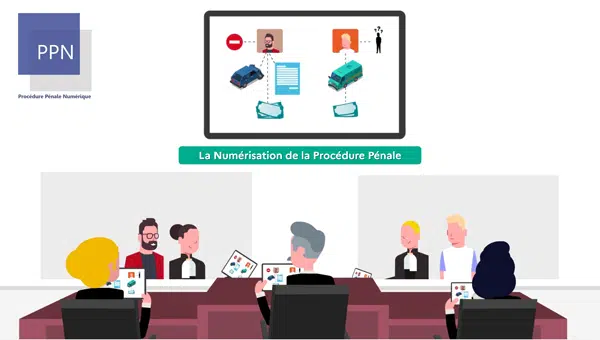 PPN
Procédure Pénale Numérique
La Numérisation de la Procédure Pénale